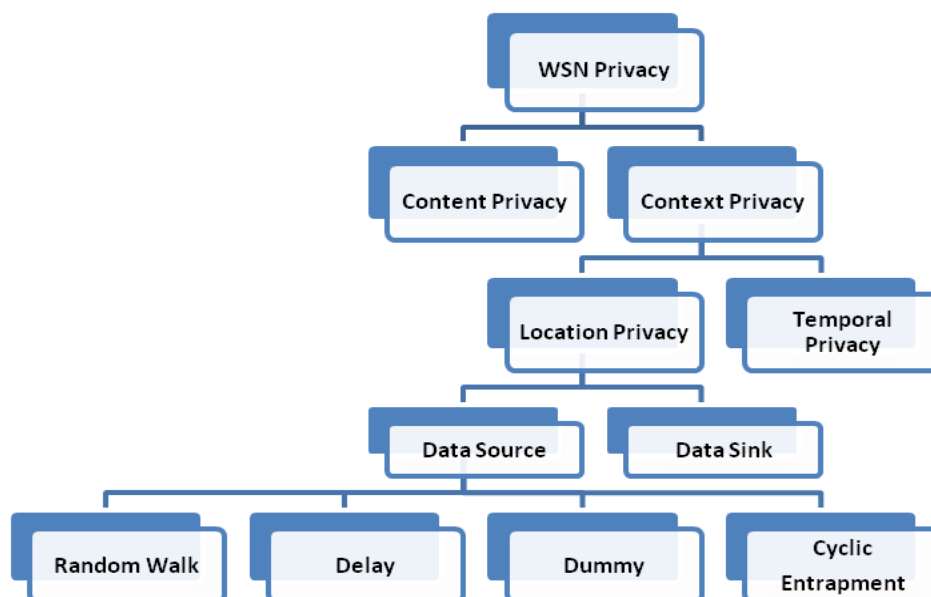 WSN Privacy
Content Privacy
Context Privacy
Location Privacy
Temporal
Privacy
Data Source
Data Sink
Random Walk
Delay
Dummy
Cyclic
Entrapment